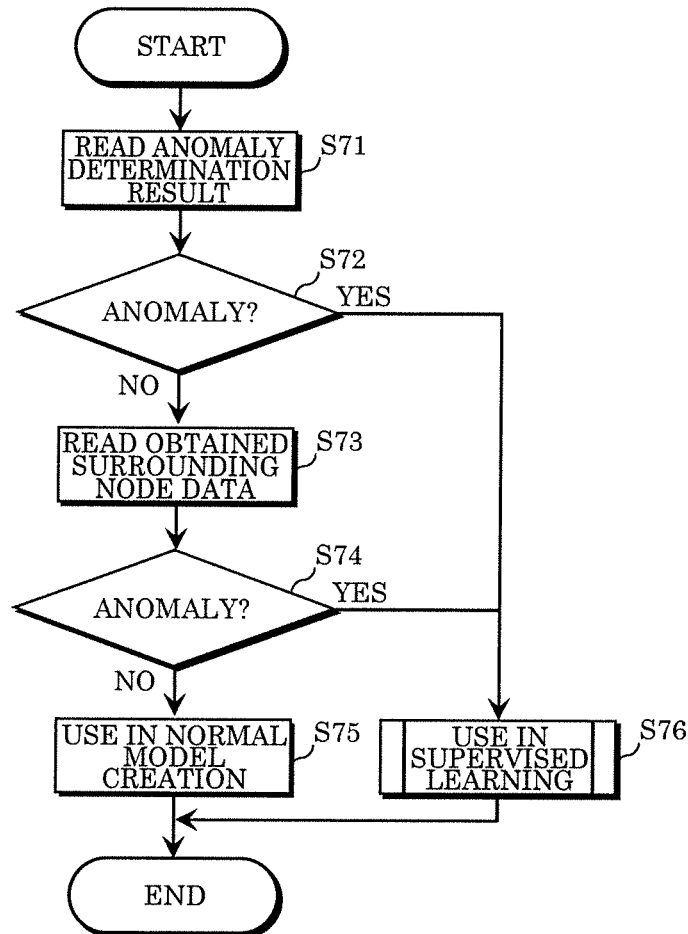 START
READ ANOMALY
DETERMINATION
RESULT
S71
S72
ANOMALY?
YES
NO
READ OBTAINED
SURROUNDING
NODE DATA
S73
S74
ANOMALY?
YES
NO
USE IN NORMAL
MODEL
CREATION
S75
USE IN
SUPERVISED
LEARNING
S76
END